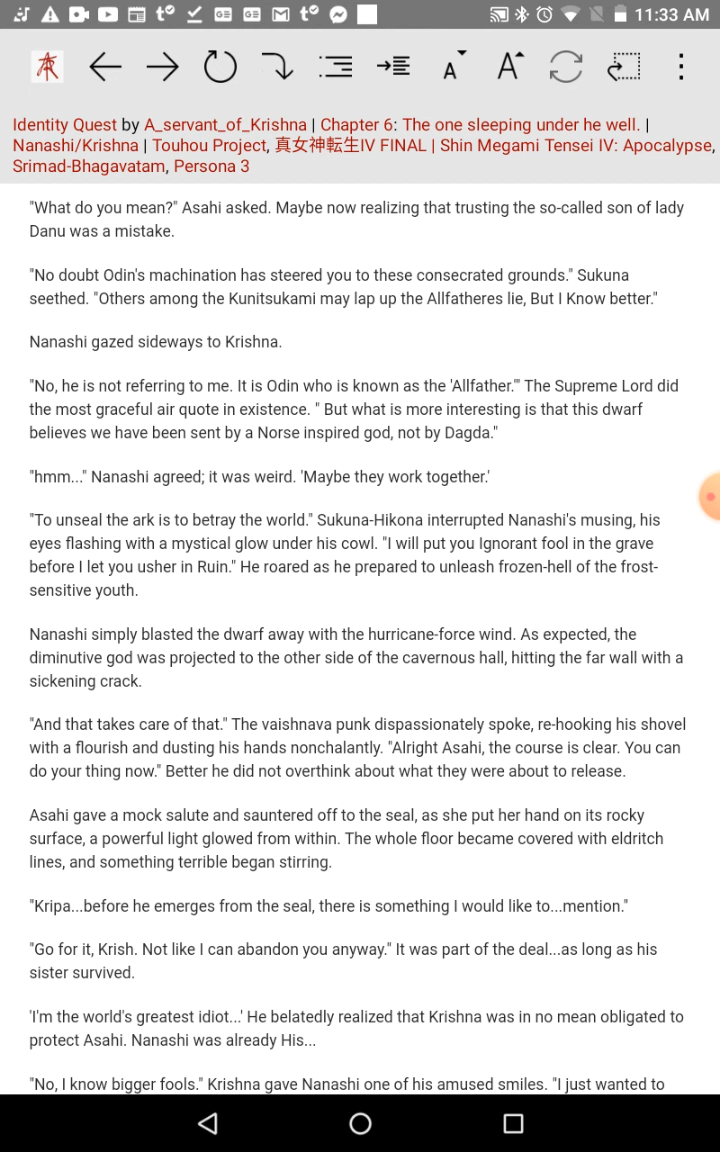 11:33 AM
Identity Quest by A_servant_of_Krishna | Chapter 6: The one sleeping under he well. |
Nanashi/Krishna | Touhou Project, 真女神転生IV FINAL | Shin Megami Tensei IV: Apocalypse,
Srimad-Bhagavatam, Persona 3
"What do you mean?" Asahi asked. Maybe now realizing that trusting the so-called son of lady
Danu was a mistake.
"No doubt Odin's machination has steered you to these consecrated grounds." Sukuna
seethed. "Others among the Kunitsukami may lap up the Allfatheres lie, But I Know better."
Nanashi gazed sideways to Krishna.
"No, he is not referring to me. It is Odin who is known as the 'Allfather.'" The Supreme Lord did
the most graceful air quote in existence. " But what is more interesting is that this dwarf
believes we have been sent by a Norse inspired god, not by Dagda."
"hmm..." Nanashi agreed; it was weird. 'Maybe they work together.'
"To unseal the ark is to betray the world." Sukuna-Hikona interrupted Nanashi's musing, his
eyes flashing with a mystical glow under his cowl. "I will put you Ignorant fool in the grave
before I let you usher in Ruin." He roared as he prepared to unleash frozen-hell of the frost-
sensitive youth.
Nanashi simply blasted the dwarf away with the hurricane-force wind. As expected, the
diminutive god was projected to the other side of the cavernous hall, hitting the far wall with a
sickening crack.
"And that takes care of that." The vaishnava punk dispassionately spoke, re-hooking his shovel
with a flourish and dusting his hands nonchalantly. "Alright Asahi, the course is clear. You can
do your thing now." Better he did not overthink about what they were about to release.
Asahi gave a mock salute and sauntered off to the seal, as she put her hand on its rocky
surface, a powerful light glowed from within. The whole floor became covered with eldritch
lines, and something terrible began stirring.
"Kripa...before he emerges from the seal, there is something I would like to...mention."
"Go for it, Krish. Not like I can abandon you anyway." It was part of the deal...as long as his
sister survived.
'I'm the world's greatest idiot...' He belatedly realized that Krishna was in no mean obligated to
protect Asahi. Nanashi was already His...
"No, I know bigger fools." Krishna gave Nanashi one of his amused smiles. "I just wanted to